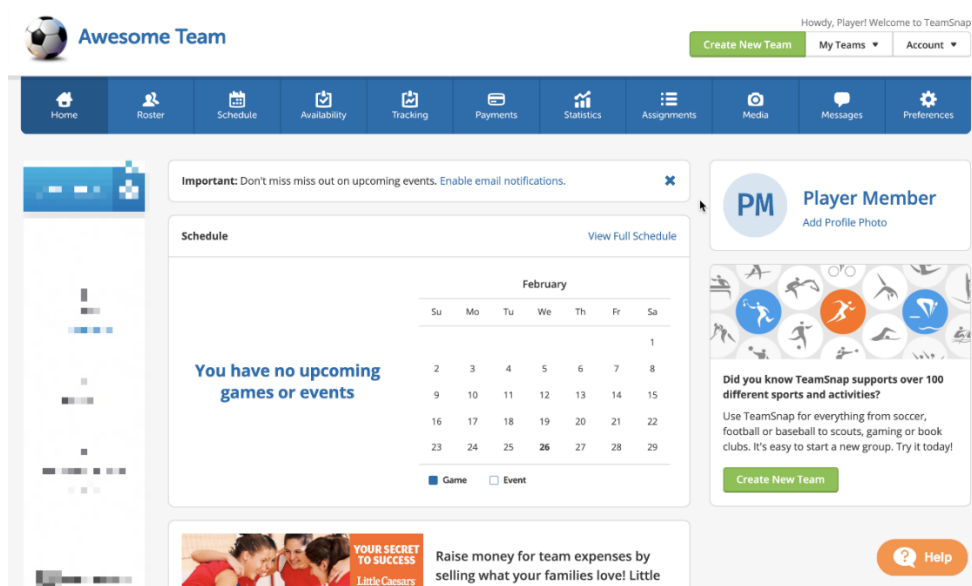 Howdy, Player! Welcome to TeamSnap
Awesome Team
Create New Team
My Teams ▼
Account ▼
Home
Roster
Schedule
Availability
Tracking
Payments
Statistics
Assignments
Media
Messages
Preferences
Important: Don't miss miss out on upcoming events. Enable email notifications.
PM
Player Member
Add Profile Photo
Schedule
View Full Schedule
You have no upcoming
games or events
February
Su Mo Tu We Th Fr Sa
1
2 3 4 5 6 7 8
9 10 11 12 13 14 15
16 17 18 19 20 21 22
23 24 25 26 27 28 29
Game Event
Did you know TeamSnap supports over 100
different sports and activities?
Use TeamSnap for everything from soccer,
football or baseball to scouts, gaming or book
clubs. It's easy to start a new group. Try it today!
Create New Team
YOUR SECRET
TO SUCCESS
Little Caesars
Raise money for team expenses by
selling what your families love! Little
Help